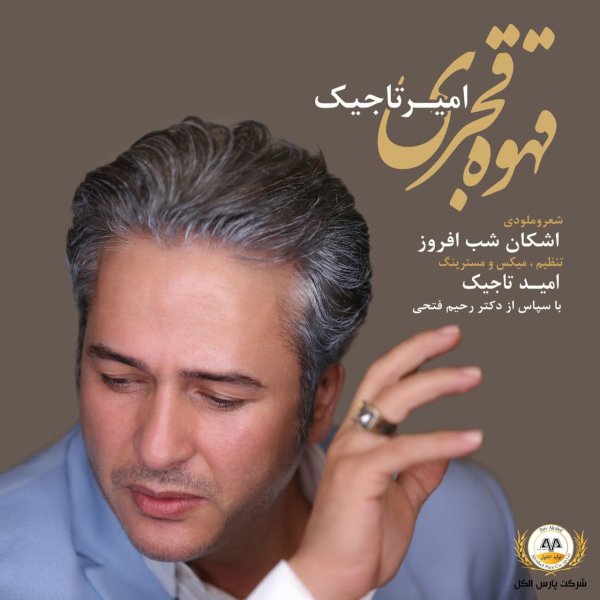 قهوه قجری
امیر تاجیک
شعر و ملودی
اشکان شب افروز
تنظیم ، میکس و مسترینگ
امید تاجیک
با سپاس از دکتر رحیم فتحی
شرکت پارس الکل